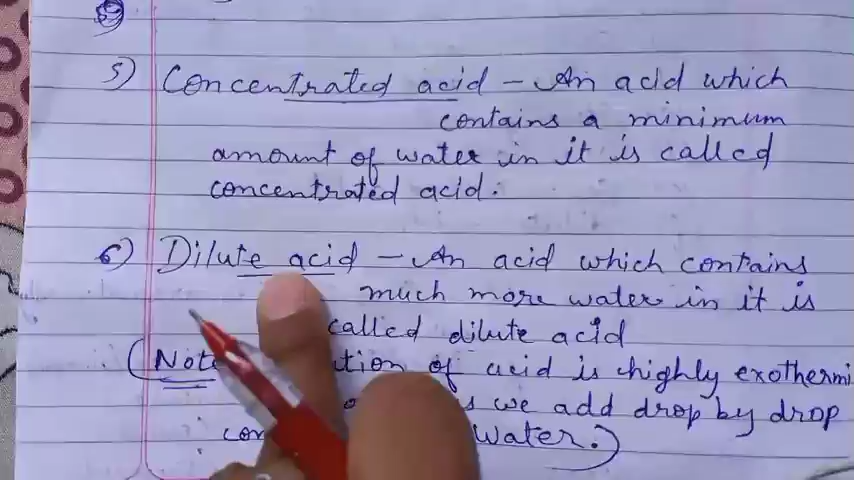 5) Concentrated acid - An acid which
contains a minimum
amount of water in it is called
concentrated acid.
6) Dilute acid - An acid which contains
much more water in it is
called dilute acid
(Note of acid is highly exothermi
we add drop by drop
water.)